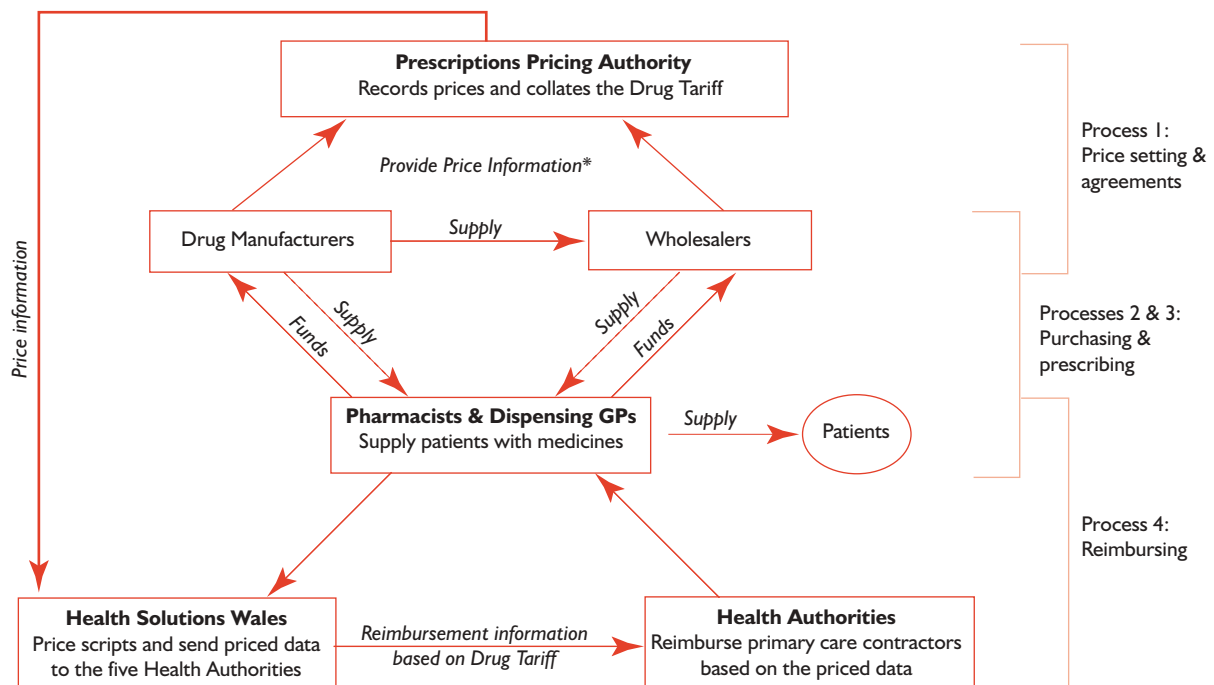 Prescriptions Pricing Authority
Records prices and collates the Drug Tariff
Process 1:
Price setting &
agreements
Provide Price Information*
Drug Manufacturers
Supply
Wholesalers
Price information
Funds
Supply
Supply
Funds
Processes 2 & 3:
Purchasing &
prescribing
Pharmacists & Dispensing GPs
Supply patients with medicines
Supply
Patients
Process 4:
Reimbursing
Health Solutions Wales
Price scripts and send priced data
to the five Health Authorities
Reimbursement information
based on Drug Tariff
Health Authorities
Reimburse primary care contractors
based on the priced data